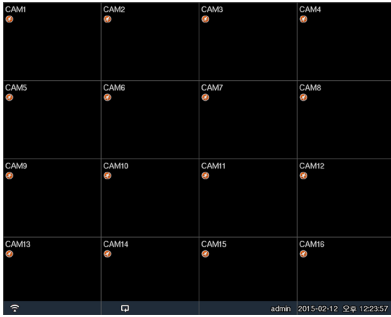 CAM1 CAM2 CAM3 CAM4
CAM5 CAM6 CAM7 CAM8
CAM9 CAM10 CAM11 CAM12
CAM13 CAM14 CAM15 CAM16
admin 2015-02-12 오후 12:23:57